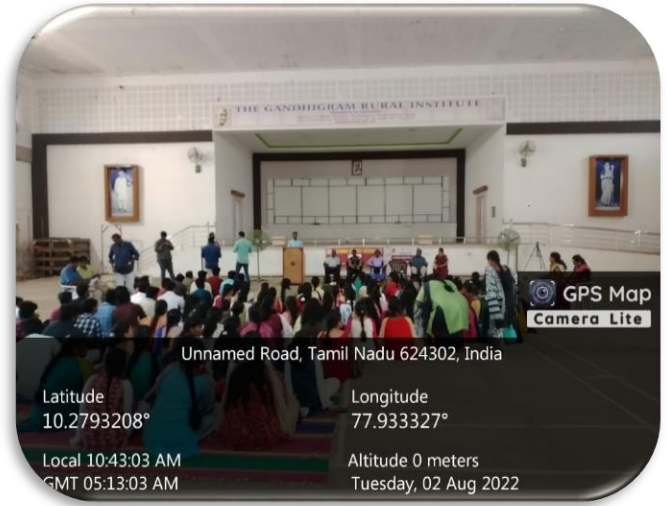 THE GANDHIGRAM RURAL INSTITUTE
GPS Map
Camera Lite
Unnamed Road, Tamil Nadu 624302, India
Latitude
10.2793208°
Longitude
77.933327°
Local 10:43:03 AM
GMT 05:13:03 AM
Altitude 0 meters
Tuesday, 02 Aug 2022